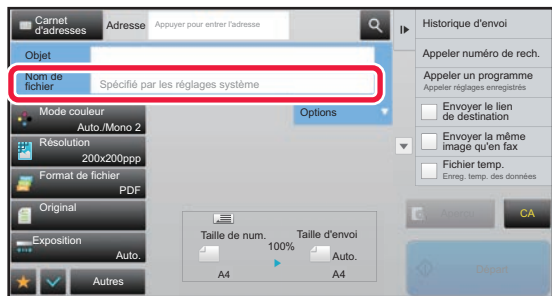 Carnet d'adresses
Adresse
Appuyer pour entrer l'adresse
Objet
Nom de fichier
Spécifié par les réglages système
Mode couleur
Auto./Mono 2
Résolution
200x200ppp
Format de fichier
PDF
Original
Exposition
Auto.
Autres
Options
Taille de num.
100%
Taille d'envoi
Auto.
A4
A4
Historique d'envoi
Appeler numéro de rech.
Appeler un programme
Appeler réglages enregistrés
Envoyer le lien
de destination
Envoyer la même
image qu'en fax
Fichier temp.
Enreg. temp. des données
Aperçu
CA
Départ